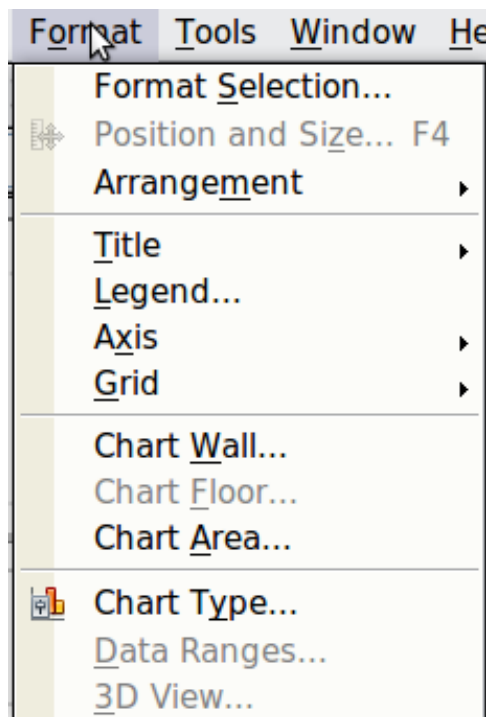 Format Tools Window He
Format Selection...
Position and Size... F4
Arrangement
Title
Legend...
Axis
Grid
Chart Wall...
Chart Floor...
Chart Area...
Chart Type...
Data Ranges...
3D View...